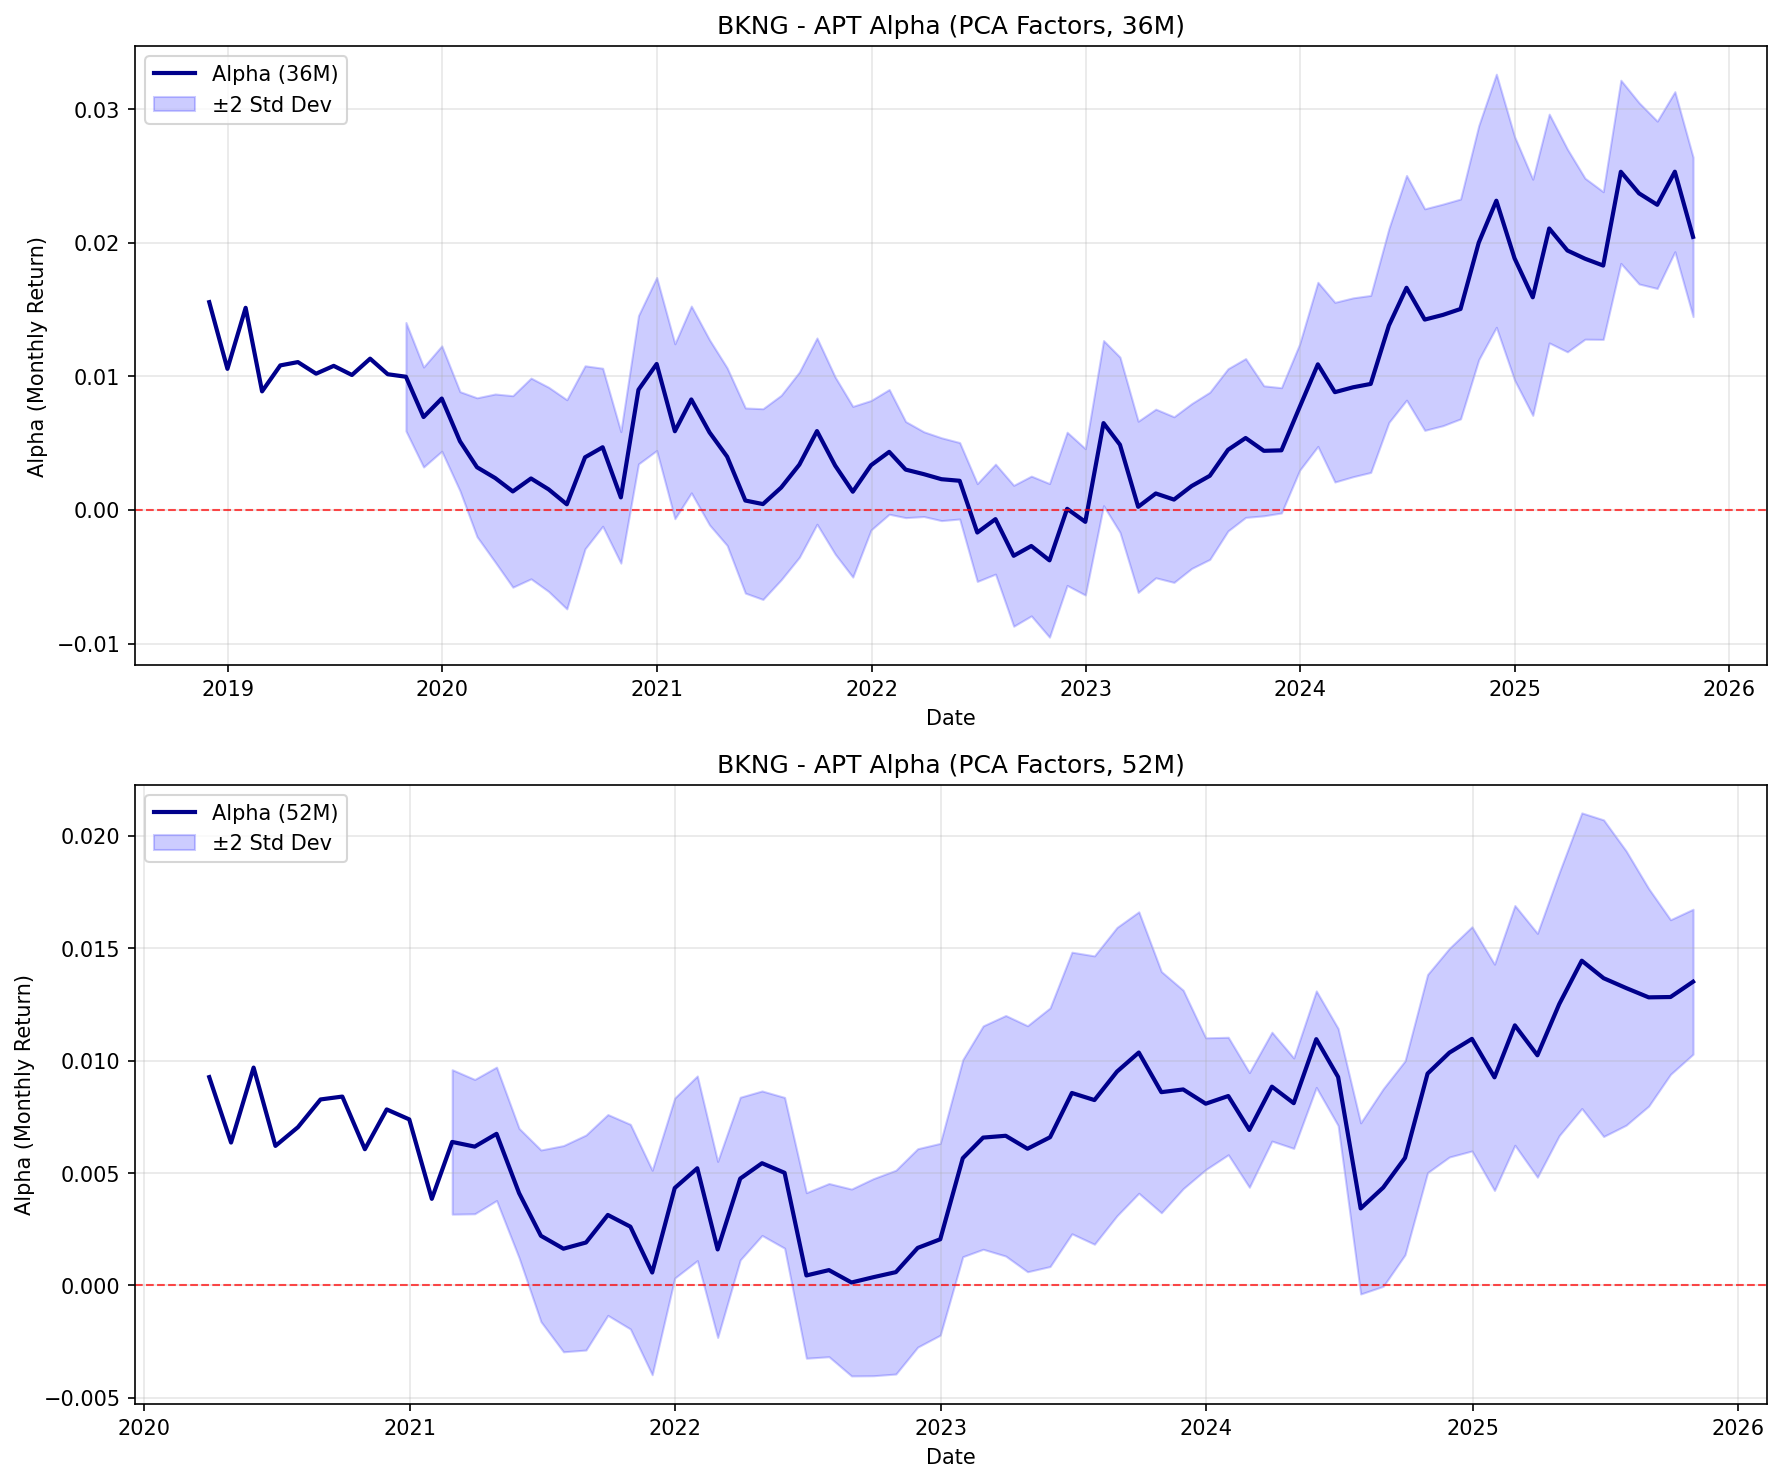 BKNG - APT Alpha (PCA Factors, 36M)
Alpha (36M)
±2 Std Dev
Alpha (Monthly Return)
0.03
0.02
0.01
0.00
−0.01
2019 2020 2021 2022 2023 2024 2025 2026
Date
BKNG - APT Alpha (PCA Factors, 52M)
Alpha (52M)
±2 Std Dev
Alpha (Monthly Return)
0.020
0.015
0.010
0.005
0.000
−0.005
2020 2021 2022 2023 2024 2025 2026
Date